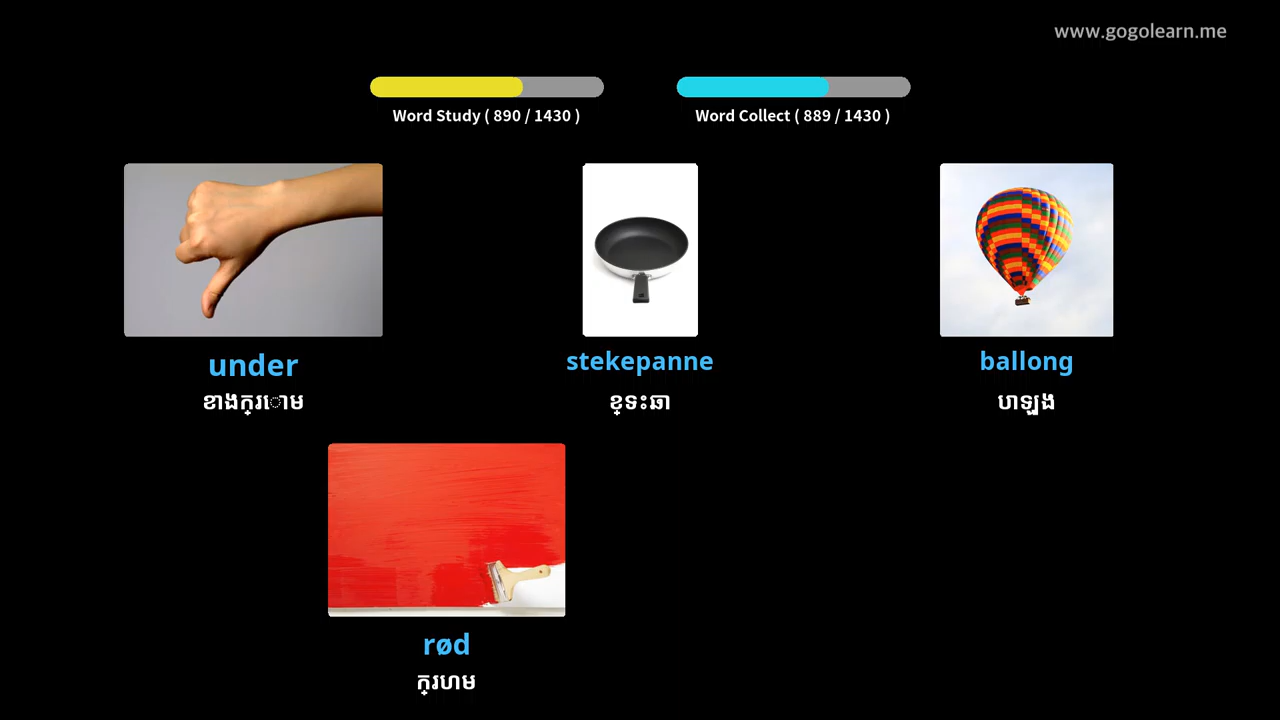 www.gogolearn.me
Word Study ( 890 / 1430 )
Word Collect ( 889 / 1430 )
under
stekepanne
ballong
ខាងក្រោម
ខ្ទះឆា
បាឡុង
rød
ក្រហម